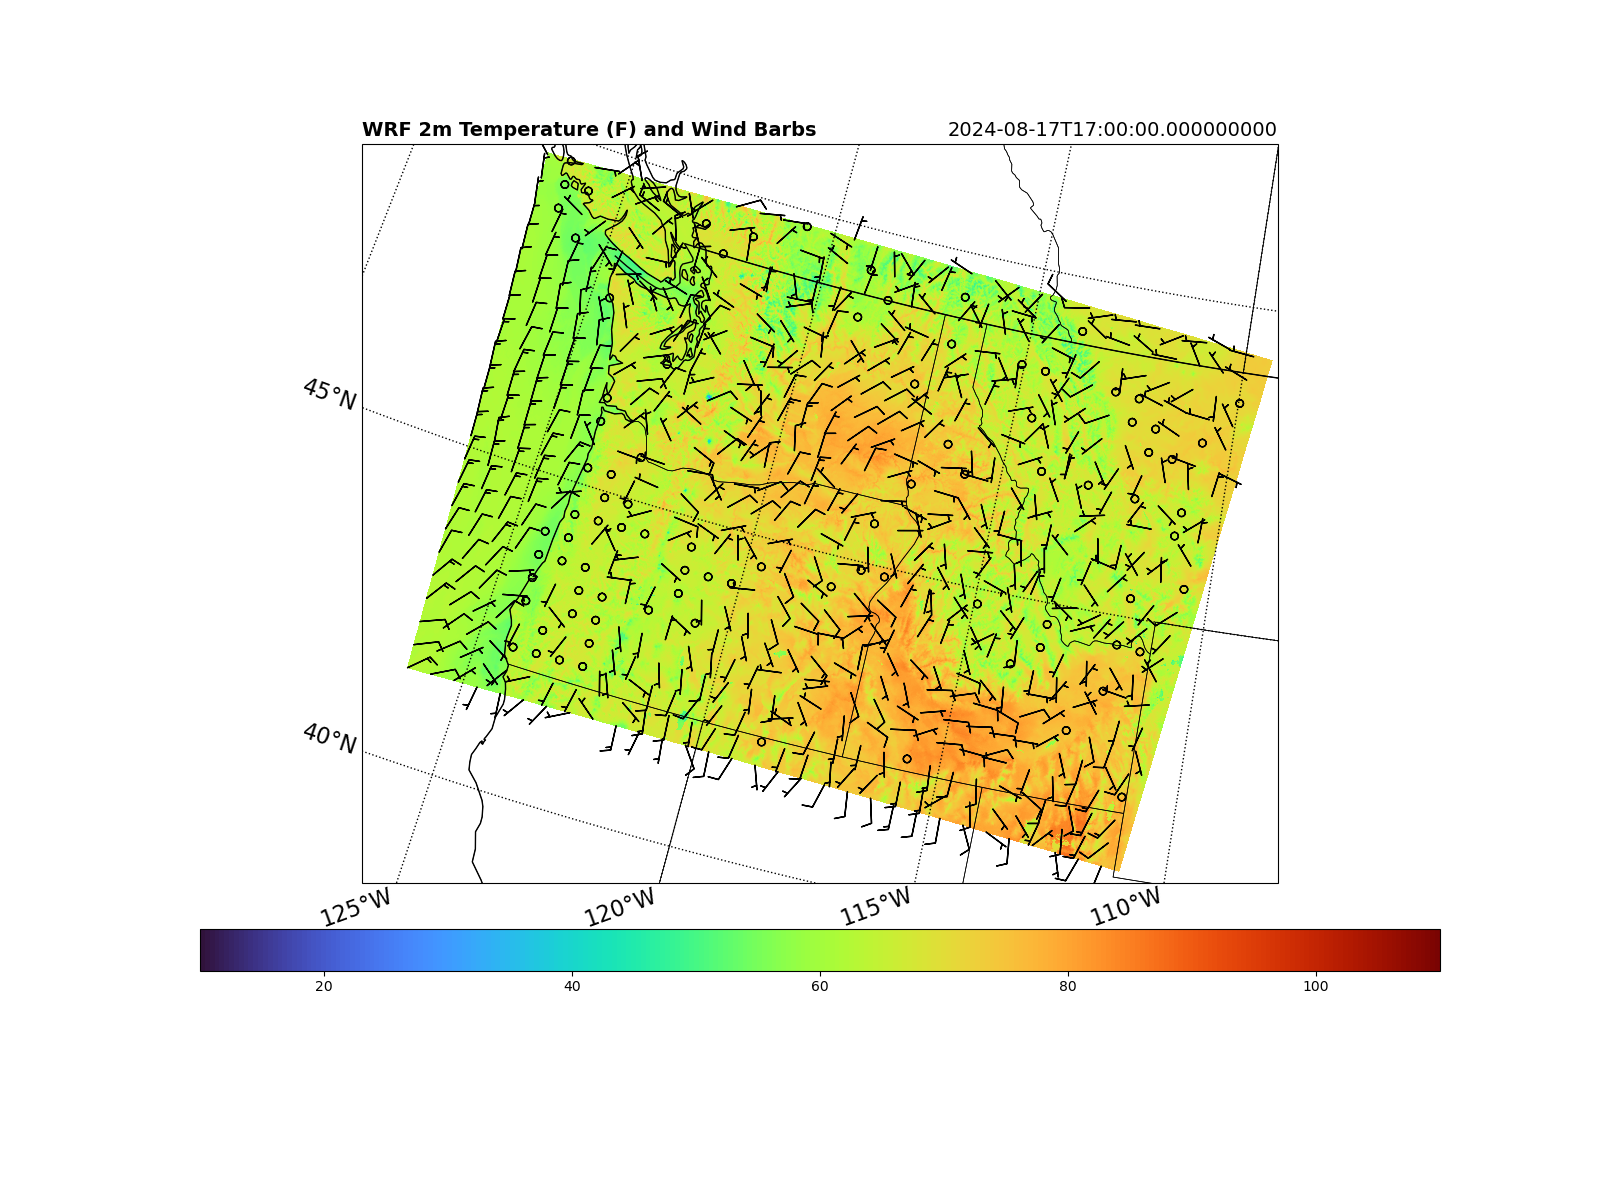 WRF 2m Temperature (F) and Wind Barbs
2024-08-17T17:00:00.000000000
45°N
40°N
125°W
120°W
115°W
110°W
20
40
60
80
100